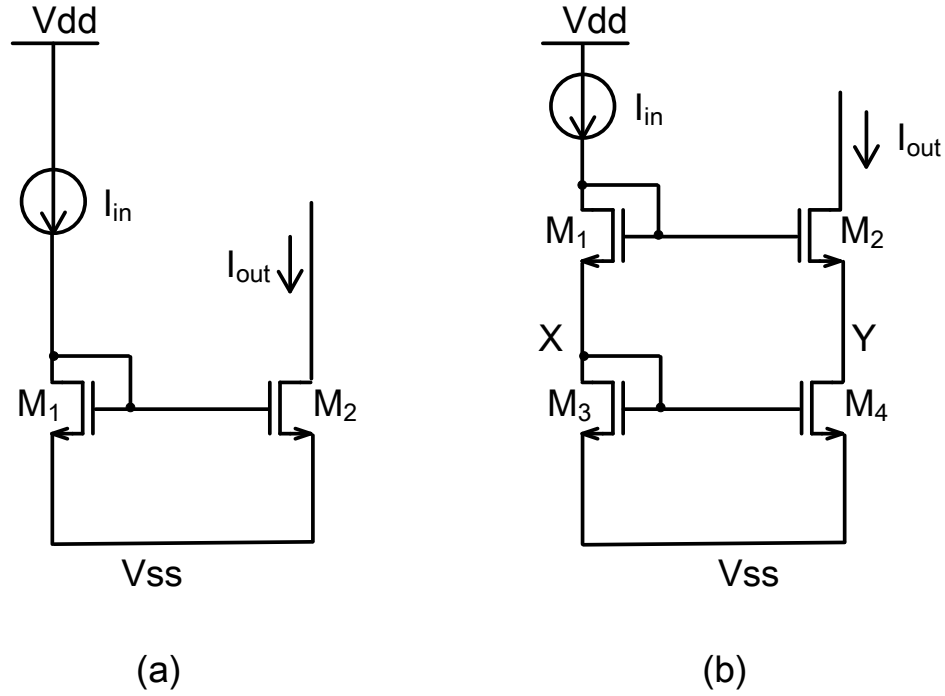 Vdd
Iin
Iout
M1
M2
Vss
(a)
Vdd
Iin
Iout
M1
M2
X
Y
M3
M4
Vss
(b)